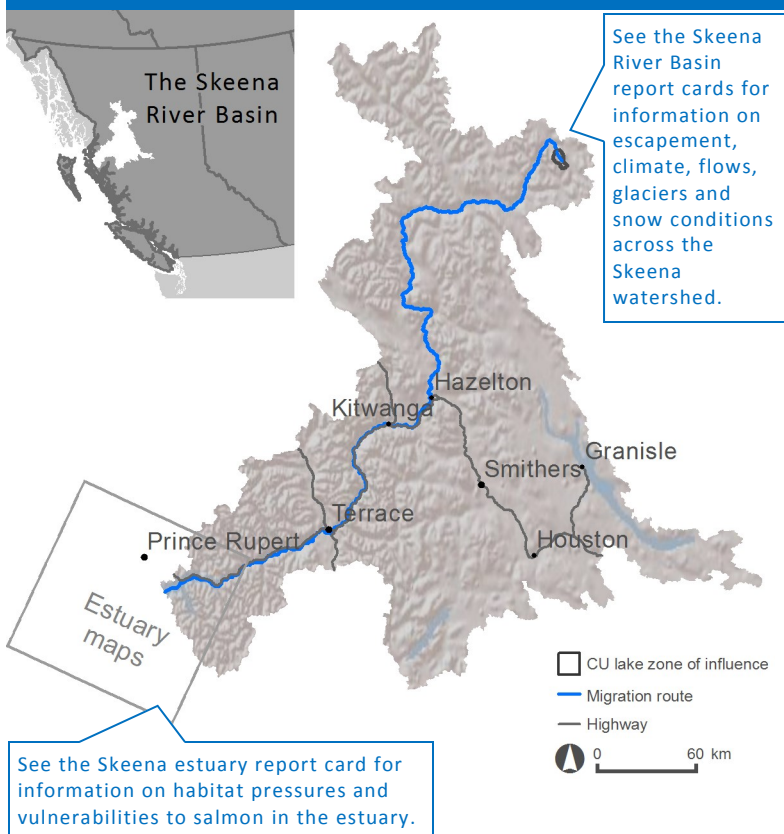 The Skeena
River Basin
See the Skeena
River Basin
report cards for
information on
escapement,
climate, flows,
glaciers and
snow conditions
across the
Skeena
watershed.
Hazelton
Kitwanga
Granisle
Smithers
Terrace
Prince Rupert
Houston
Estuary
maps
CU lake zone of influence
Migration route
Highway
0 60 km
See the Skeena estuary report card for
information on habitat pressures and
vulnerabilities to salmon in the estuary.